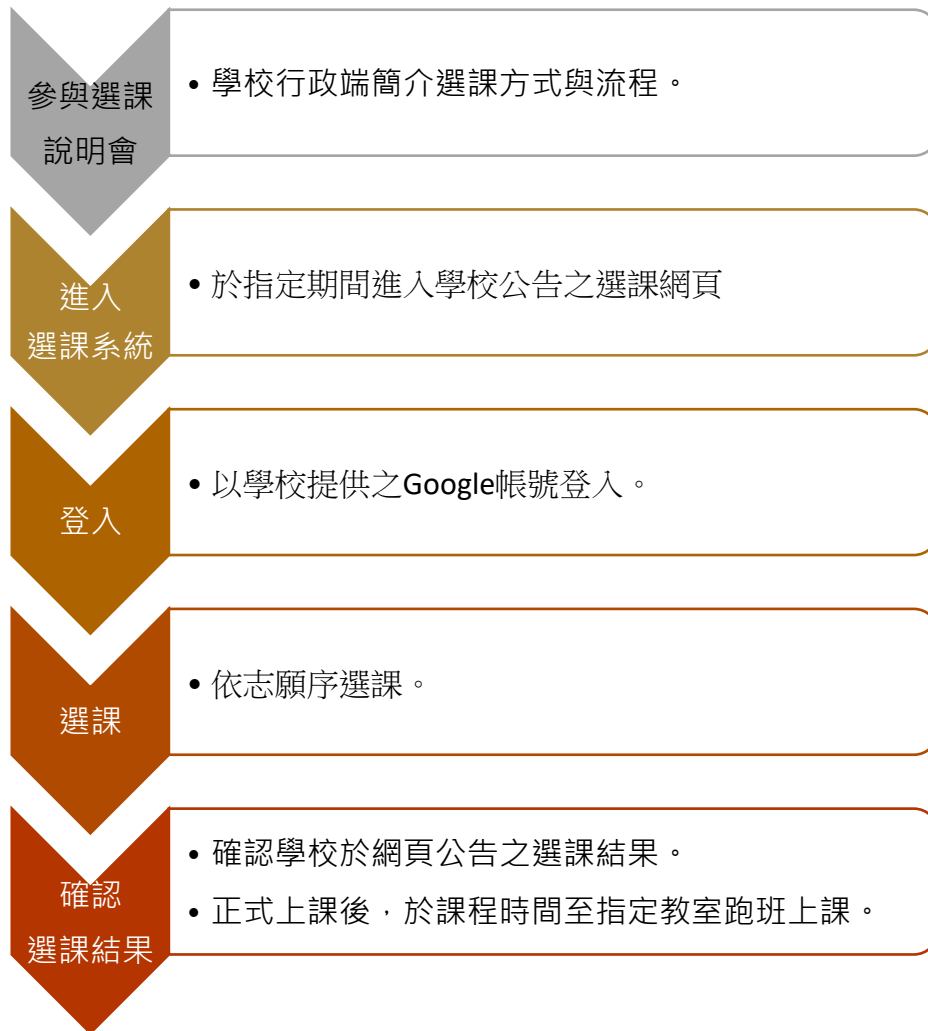 參與選課
說明會
• 學校行政端簡介選課方式與流程。
進入
選課系統
• 於指定期間進入學校公告之選課網頁
登入
• 以學校提供之Google帳號登入。
選課
• 依志願序選課。
確認
選課結果
• 確認學校於網頁公告之選課結果。
• 正式上課後，於課程時間至指定教室跑班上課。